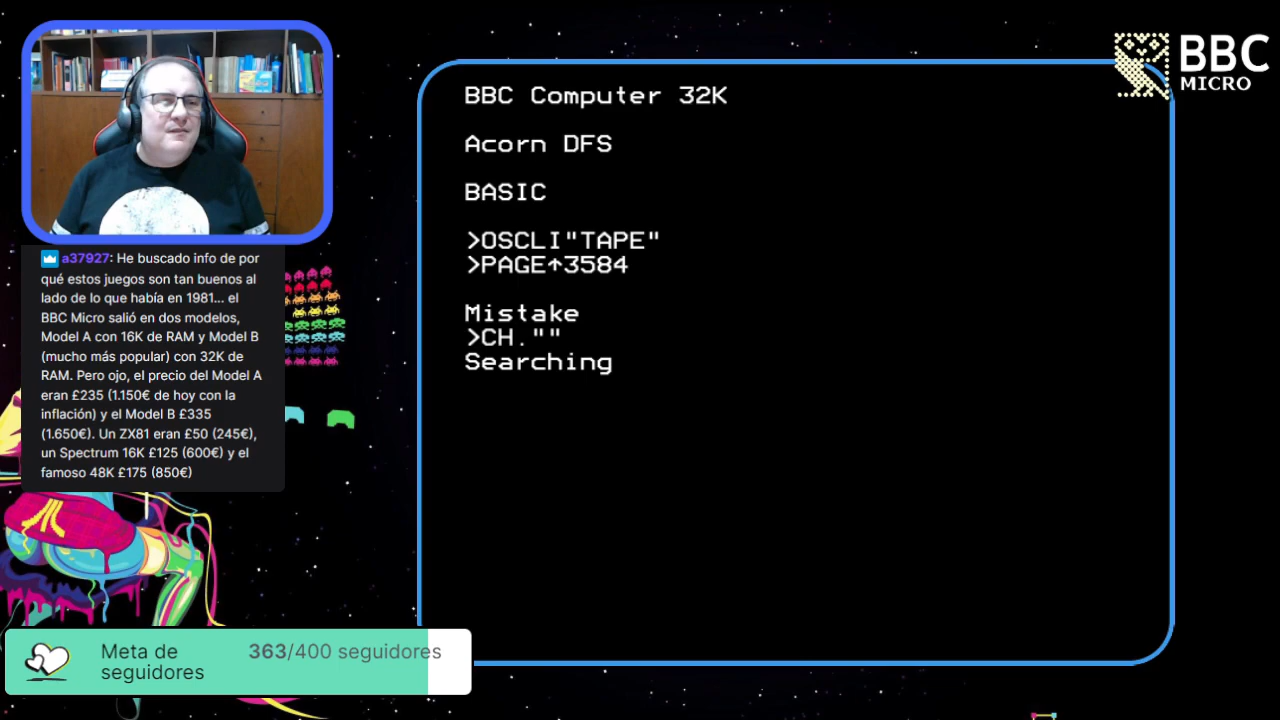 BBC
MICRO
BBC Computer 32K
Acorn DFS
BASIC
>OSCLI"TAPE"
>PAGE↑3584
Mistake
>CH.""
Searching
a37927: He buscado info de por
qué estos juegos son tan buenos al
lado de lo que había en 1981... el
BBC Micro salió en dos modelos,
Model A con 16K de RAM y Model B
(mucho más popular) con 32K de
RAM. Pero ojo, el precio del Model A
eran £235 (1.150€ de hoy con la
inflación) y el Model B £335
(1.650€). Un ZX81 eran £50 (245€),
un Spectrum 16K £125 (600€) y el
famoso 48K £175 (850€)
Meta de
seguidores
363/400 seguidores